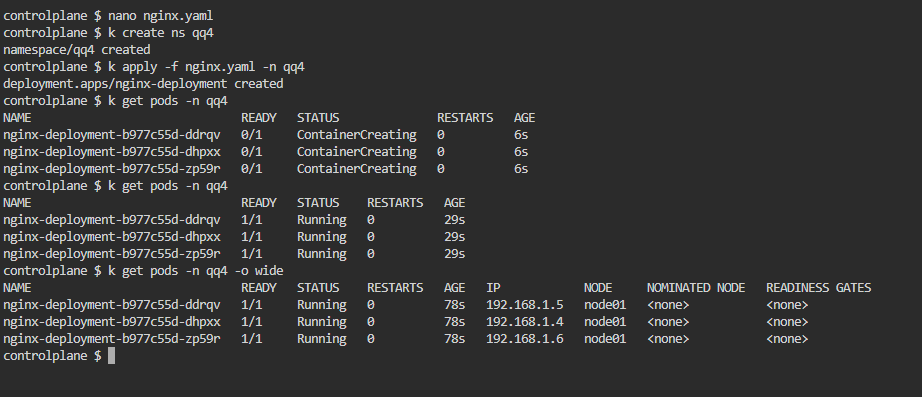 controlplane $ nano nginx.yaml
controlplane $ k create ns qq4
namespace/qq4 created
controlplane $ k apply -f nginx.yaml -n qq4
deployment.apps/nginx-deployment created
controlplane $ k get pods -n qq4
NAME                               READY   STATUS              RESTARTS   AGE
nginx-deployment-b977c55d-ddrqv   0/1     ContainerCreating   0          6s
nginx-deployment-b977c55d-dhpxx   0/1     ContainerCreating   0          6s
nginx-deployment-b977c55d-zp59r   0/1     ContainerCreating   0          6s
controlplane $ k get pods -n qq4
NAME                               READY   STATUS    RESTARTS   AGE
nginx-deployment-b977c55d-ddrqv   1/1     Running   0          29s
nginx-deployment-b977c55d-dhpxx   1/1     Running   0          29s
nginx-deployment-b977c55d-zp59r   1/1     Running   0          29s
controlplane $ k get pods -n qq4 -o wide
NAME                               READY   STATUS    RESTARTS   AGE   IP            NODE     NOMINATED NODE   READINESS GATES
nginx-deployment-b977c55d-ddrqv   1/1     Running   0          78s   192.168.1.5   node01   <none>           <none>
nginx-deployment-b977c55d-dhpxx   1/1     Running   0          78s   192.168.1.4   node01   <none>           <none>
nginx-deployment-b977c55d-zp59r   1/1     Running   0          78s   192.168.1.6   node01   <none>           <none>
controlplane $